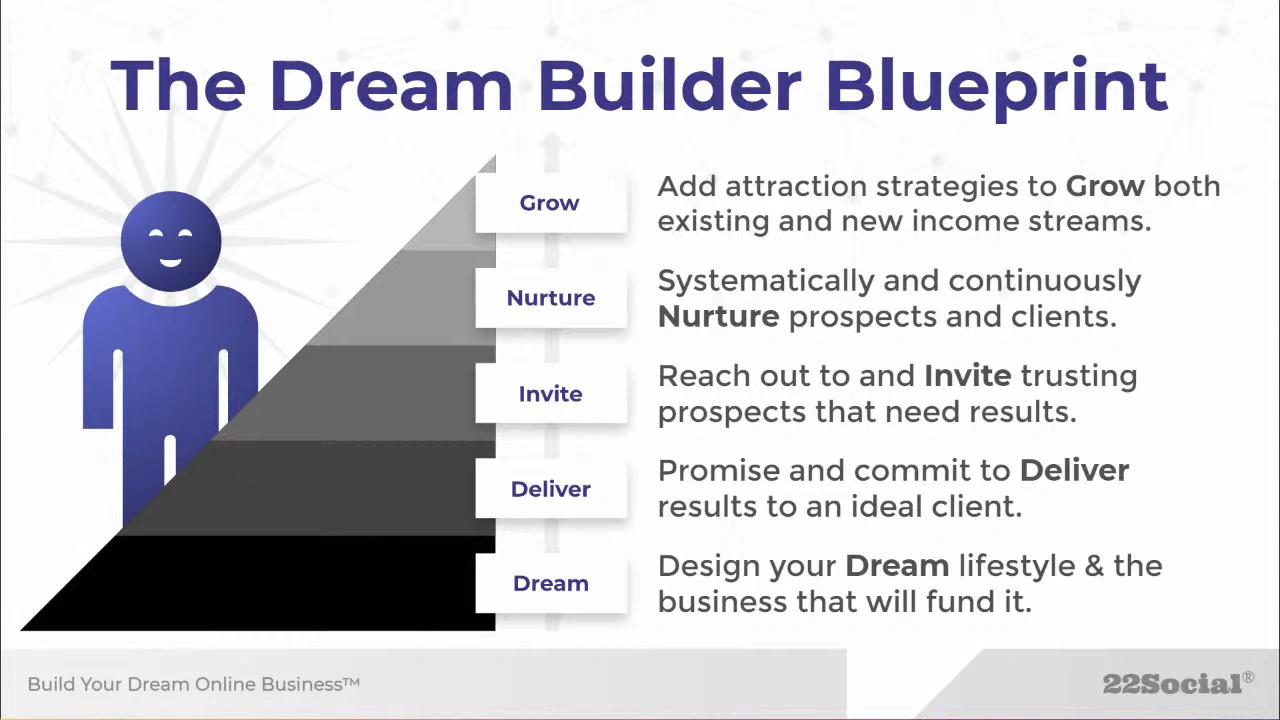 The Dream Builder Blueprint
Grow
Add attraction strategies to Grow both
existing and new income streams.
Nurture
Systematically and continuously
Nurture prospects and clients.
Invite
Reach out to and Invite trusting
prospects that need results.
Deliver
Promise and commit to Deliver
results to an ideal client.
Dream
Design your Dream lifestyle & the
business that will fund it.
Build Your Dream Online Business™
22Social®